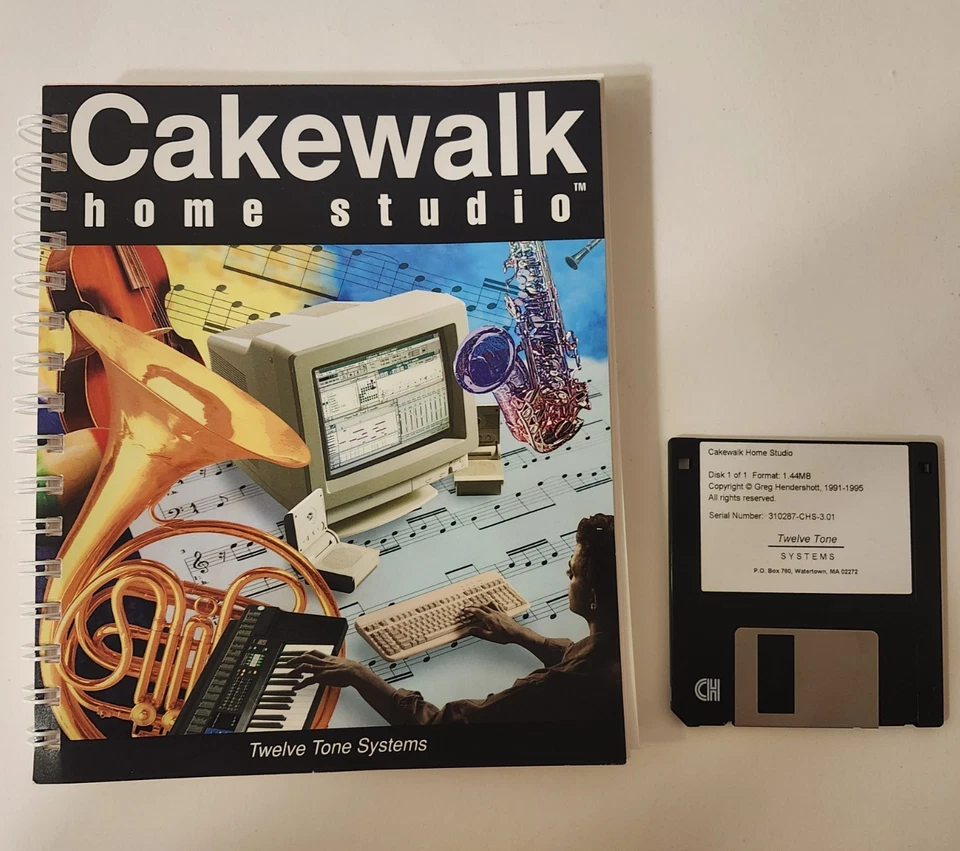 Cakewalk
home studio™
Twelve Tone Systems
Cakewalk Home Studio
Disk 1 of 1 Format: 1.44MB
Copyright © Greg Hendershott, 1991-1995
All rights reserved.
Serial Number: 310287-CHS-3.01
Twelve Tone
SYSTEMS
P.O. Box 760, Watertown, MA 02272